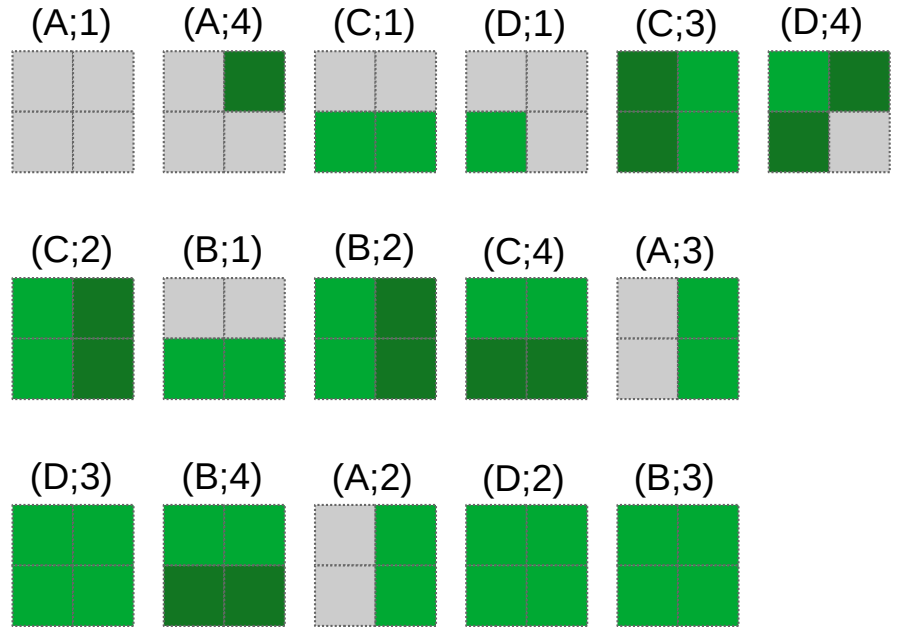 (A;1) (A;4) (C;1) (D;1) (C;3) (D;4)
(C;2) (B;1) (B;2) (C;4) (A;3)
(D;3) (B;4) (A;2) (D;2) (B;3)